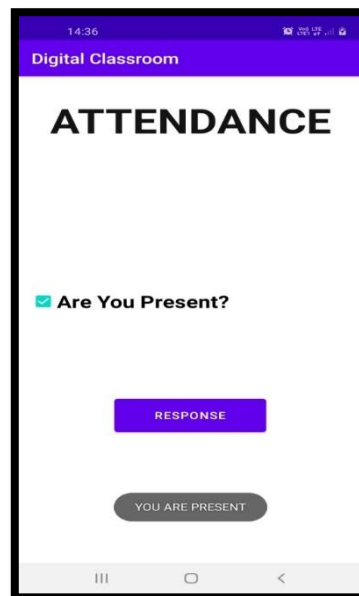 14:36
Digital Classroom
ATTENDANCE
Are You Present?
RESPONSE
YOU ARE PRESENT